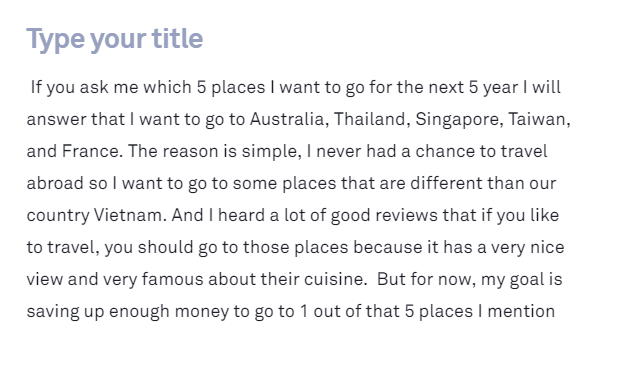 Type your title
If you ask me which 5 places I want to go for the next 5 year I will
answer that I want to go to Australia, Thailand, Singapore, Taiwan,
and France. The reason is simple, I never had a chance to travel
abroad so I want to go to some places that are different than our
country Vietnam. And I heard a lot of good reviews that if you like
to travel, you should go to those places because it has a very nice
view and very famous about their cuisine.  But for now, my goal is
saving up enough money to go to 1 out of that 5 places I mention